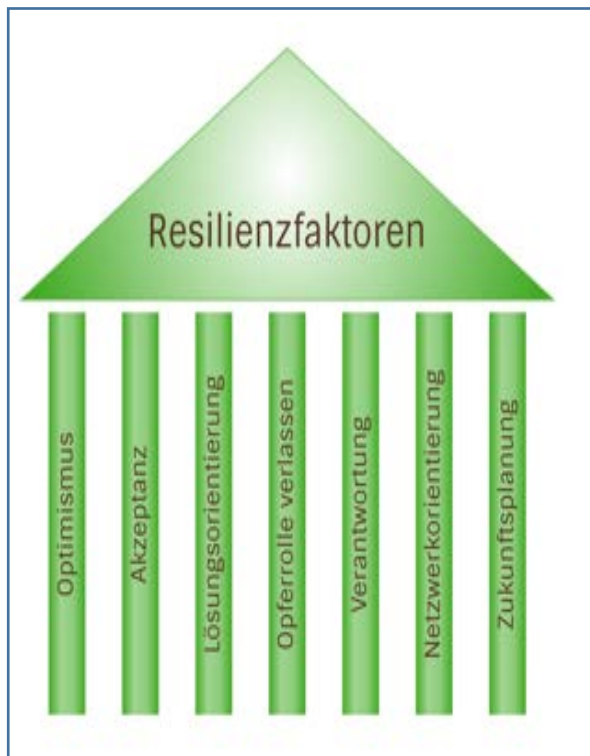 Resilienzfaktoren
Optimismus
Akzeptanz
Lösungsorientierung
Opferrolle verlassen
Verantwortung
Netzwerkorientierung
Zukunftsplanung